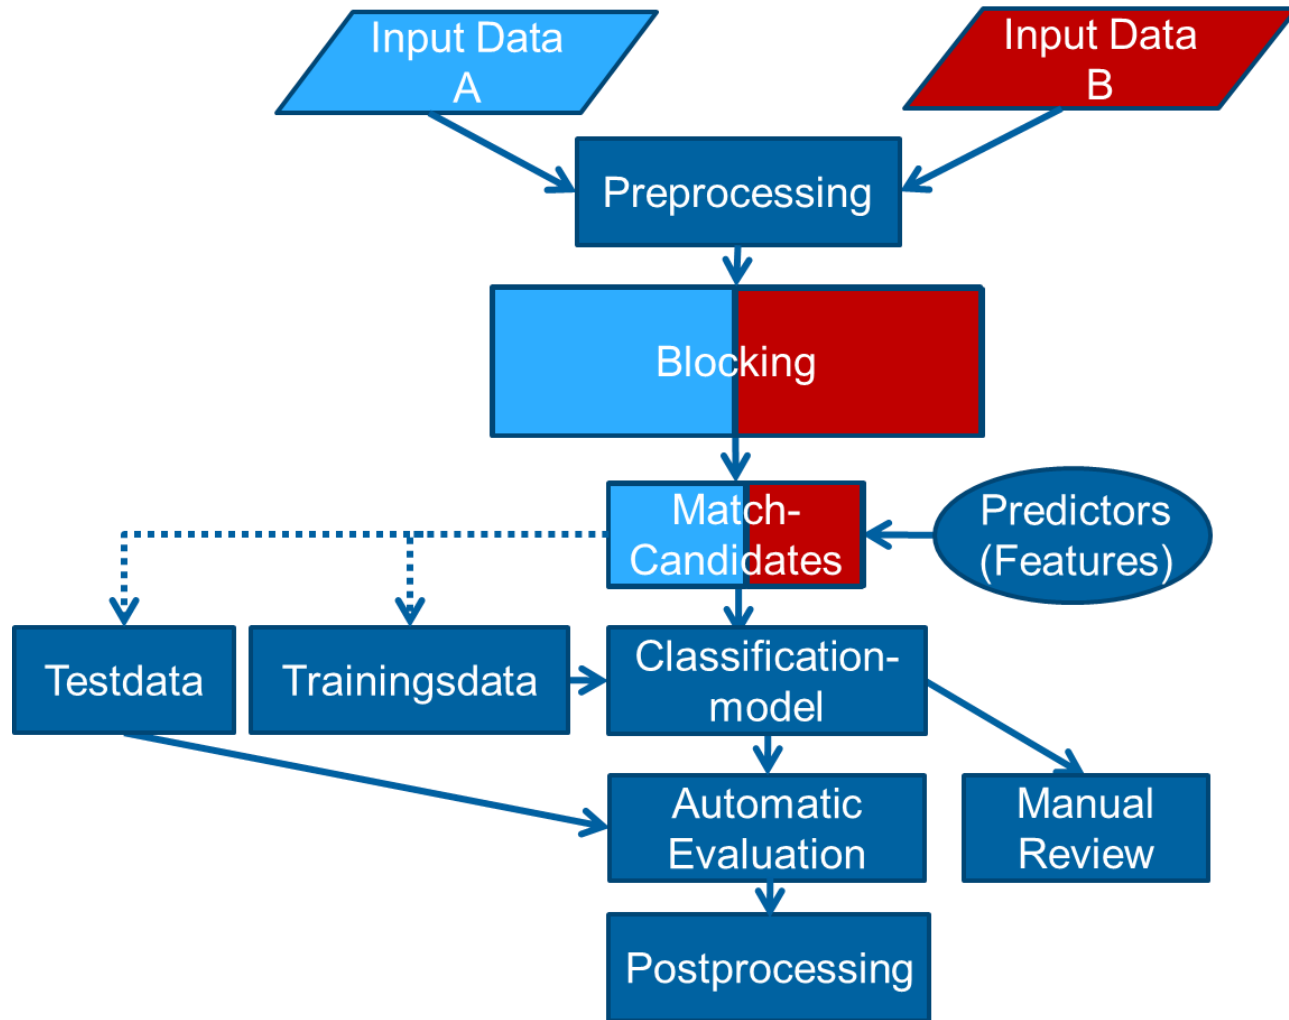 Input Data
A
Input Data
B
Preprocessing
Blocking
Match-
Candidates
Predictors
(Features)
Testdata
Trainingsdata
Classification-
model
Automatic
Evaluation
Manual
Review
Postprocessing